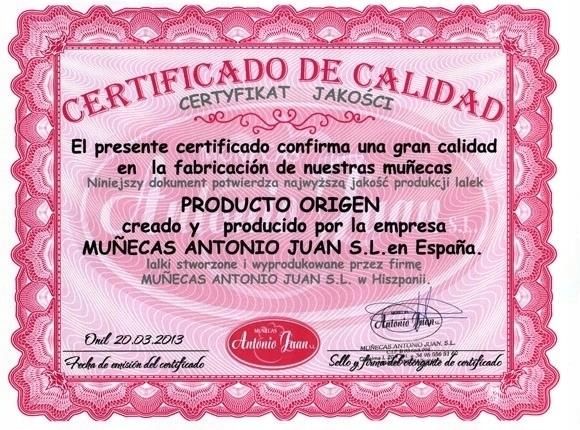 CERTIFICADO DE CALIDAD
CERTYFIKAT JAKOŚCI
El presente certificado confirma una gran calidad
en la fabricación de nuestras muñecas
Niniejszy dokument potwierdza najwyższą jakość produkcji lalek
PRODUCTO ORIGEN
creado y producido por la empresa
MUÑECAS ANTONIO JUAN S.L.en España.
lalki stworzone i wyprodukowane przez firmę
MUÑECAS ANTONIO JUAN S.L. w Hiszpanii.
Onil 20.03.2013
Fecha de emisión del certificado
MUÑECAS
Antonio Juan S.L.
Antonio Juan
MUÑECAS ANTONIO JUAN, S.L.
Sello y firma del otorgante de certificado